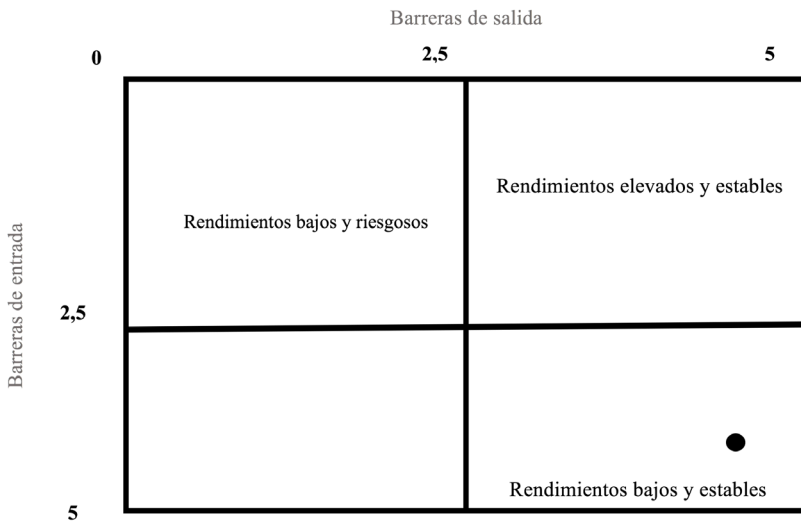 Barreras de salida
0
2,5
5
Rendimientos elevados y estables
Rendimientos bajos y riesgosos
Barreras de entrada
2,5
Rendimientos bajos y estables
5